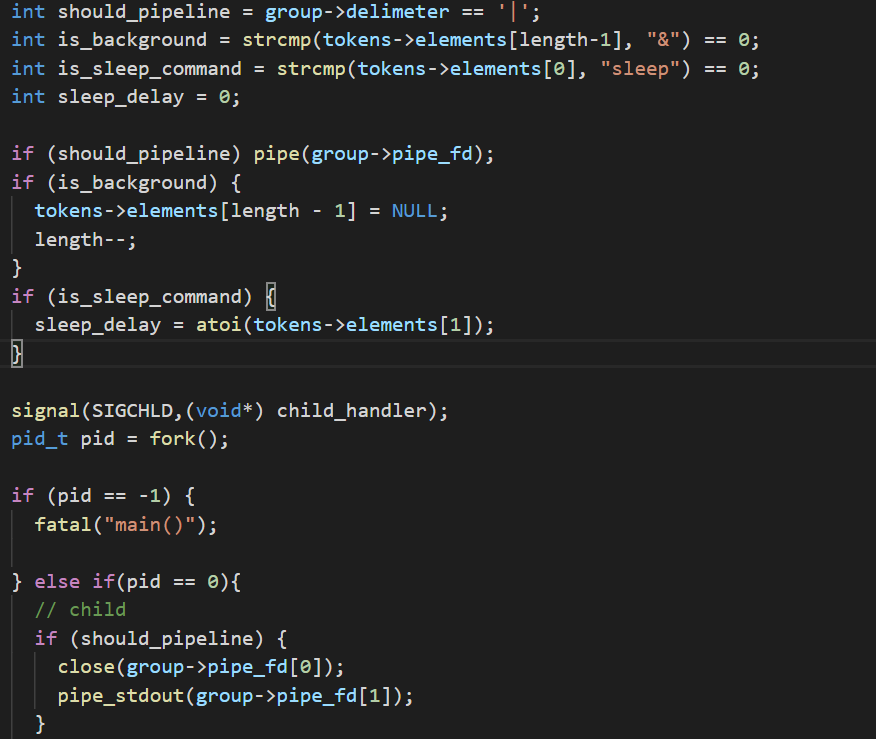 int should_pipeline = group->delimeter == '|';
int is_background = strcmp(tokens->elements[length-1], "&") == 0;
int is_sleep_command = strcmp(tokens->elements[0], "sleep") == 0;
int sleep_delay = 0;

if (should_pipeline) pipe(group->pipe_fd);
if (is_background) {
  tokens->elements[length - 1] = NULL;
  length--;
}
if (is_sleep_command) {
  sleep_delay = atoi(tokens->elements[1]);
}

signal(SIGCHLD,(void*) child_handler);
pid_t pid = fork();

if (pid == -1) {
  fatal("main()");

} else if(pid == 0){
  // child
  if (should_pipeline) {
    close(group->pipe_fd[0]);
    pipe_stdout(group->pipe_fd[1]);
  }